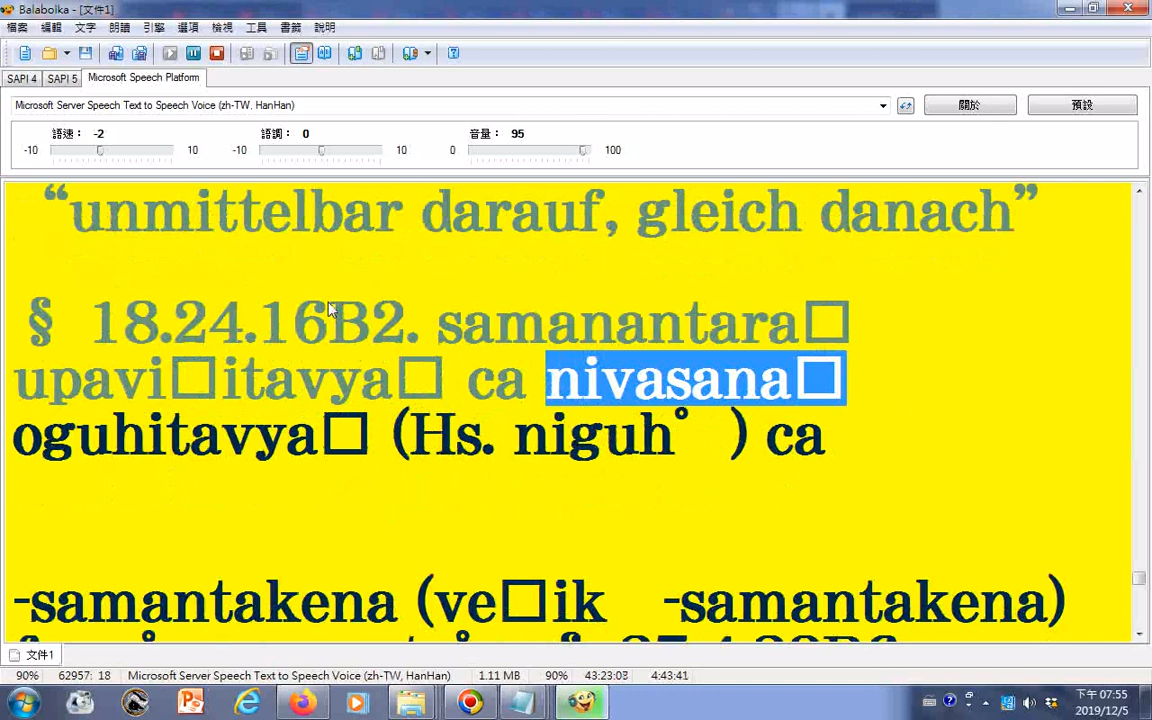 Balabolka - [文件1]
檔案 編輯 文字 朗讀 引擎 選項 檢視 工具 書籤 說明
SAPI 4 SAPI 5 Microsoft Speech Platform
Microsoft Server Speech Text to Speech Voice (zh-TW, HanHan) 關於 預設
語速： -2 語調： 0 音量： 95
-10 10 -10 10 0 100
“unmittelbar darauf, gleich danach”
§ 18.24.16B2. samanantara□
upavi□itavya□ ca nivasana□
oguhitavya□ (Hs. niguh° ) ca
-samantakena (ve□ik -samantakena)
文件1
90% 62957: 18 Microsoft Server Speech Text to Speech Voice (zh-TW, HanHan) 1.11 MB 90% 43:23:03 4:43:41
下午 07:55
2019/12/5